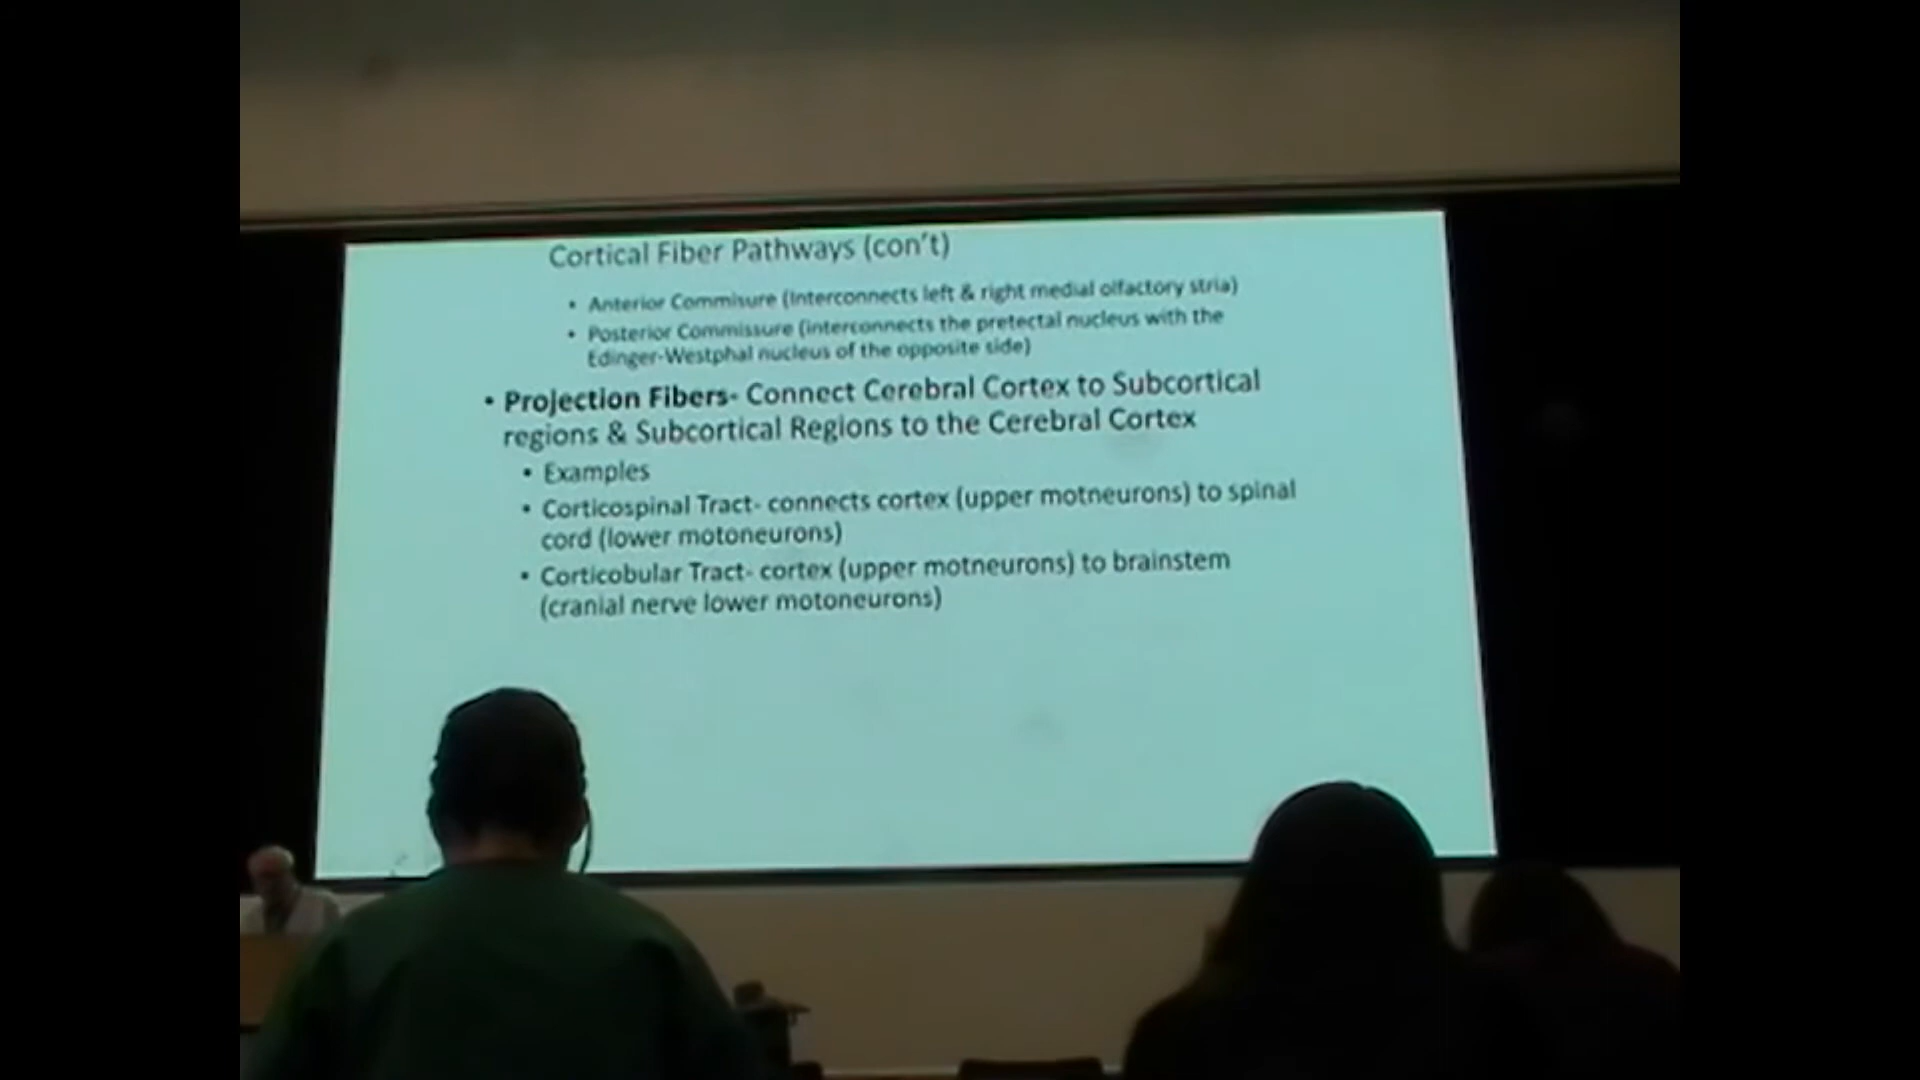 Cortical Fiber Pathways (con't)
• Anterior Commisure (Interconnects left & right medial olfactory stria)
• Posterior Commissure (interconnects the pretectal nucleus with the
Edinger-Westphal nucleus of the opposite side)
• Projection Fibers- Connect Cerebral Cortex to Subcortical
regions & Subcortical Regions to the Cerebral Cortex
• Examples
• Corticospinal Tract- connects cortex (upper motneurons) to spinal
cord (lower motoneurons)
• Corticobular Tract- cortex (upper motneurons) to brainstem
(cranial nerve lower motoneurons)